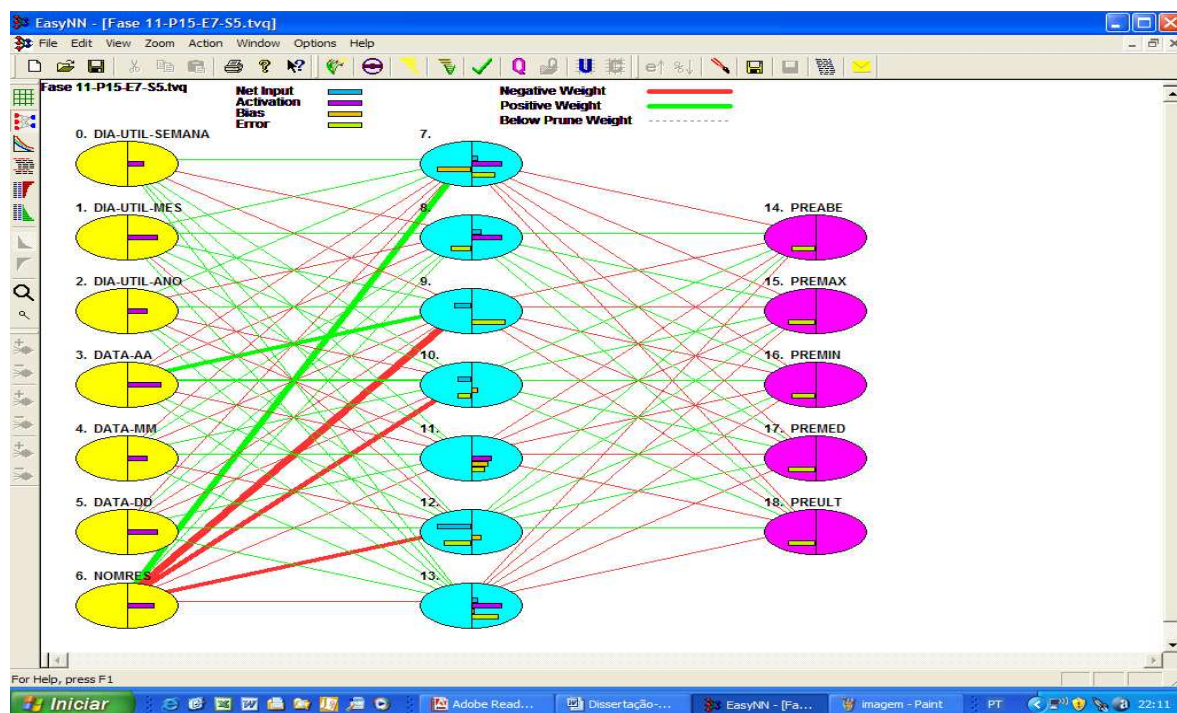 EasyNN - [Fase 11-P15-E7-S5.tvq]
File Edit View Zoom Action Window Options Help
Fase 11-P15-E7-S5.tvq
Net Input
Activation
Bias
Error
Negative Weight
Positive Weight
Below Prune Weight
0. DIA-UTIL-SEMANA
1. DIA-UTIL-MES
2. DIA-UTIL-ANO
3. DATA-AA
4. DATA-MM
5. DATA-DD
6. NOMRES
7.
8.
9.
10.
11.
12.
13.
14. PREABE
15. PREMAX
16. PREMIN
17. PREMED
18. PREULT
For Help, press F1
Iniciar Adobe Read... Dissertação-... EasyNN - [Fa... imagem - Paint PT 22:11